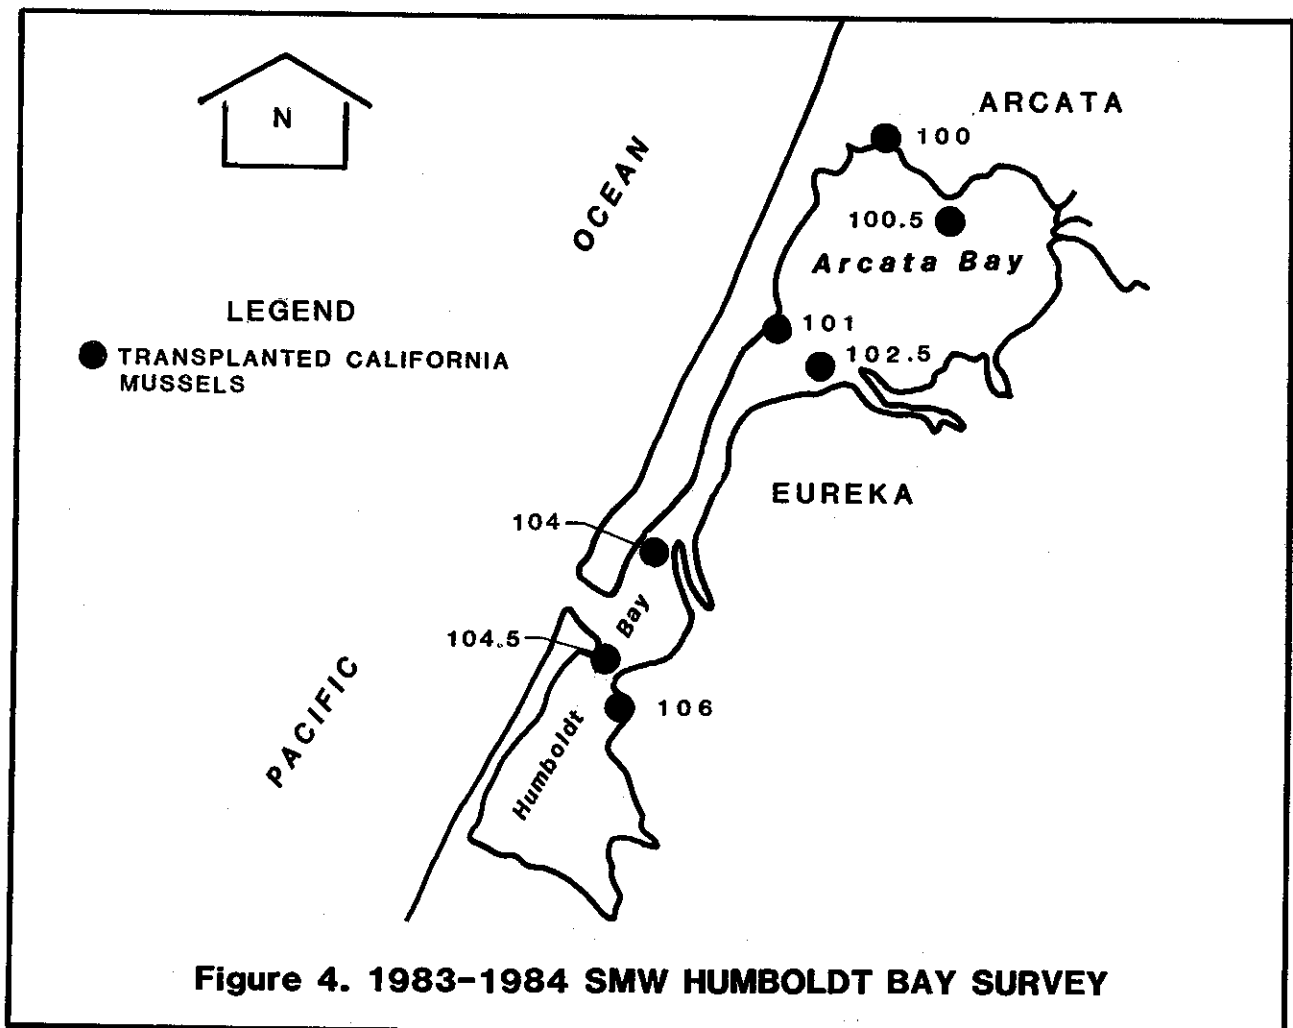 N
ARCATA
100
OCEAN
100.5
Arcata Bay
LEGEND
101
TRANSPLANTED CALIFORNIA
MUSSELS
102.5
EUREKA
104
Bay
104.5
PACIFIC
106
Humboldt
Figure 4. 1983-1984 SMW HUMBOLDT BAY SURVEY